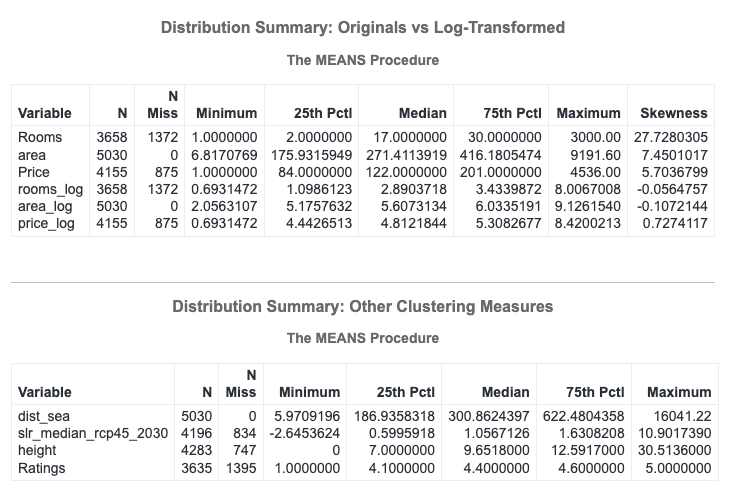 Distribution Summary: Originals vs Log-Transformed
The MEANS Procedure
Variable N N Miss Minimum 25th Pctl Median 75th Pctl Maximum Skewness
Rooms 3658 1372 1.0000000 2.0000000 17.0000000 30.0000000 3000.00 27.7280305
area 5030 0 6.8170769 175.9315949 271.4113919 416.1805474 9191.60 7.4501017
Price 4155 875 1.0000000 84.0000000 122.0000000 201.0000000 4536.00 5.7036799
rooms_log 3658 1372 0.6931472 1.0986123 2.8903718 3.4339872 8.0067008 -0.0564757
area_log 5030 0 2.0563107 5.1757632 5.6073134 6.0335191 9.1261540 -0.1072144
price_log 4155 875 0.6931472 4.4426513 4.8121844 5.3082677 8.4200213 0.7274117
Distribution Summary: Other Clustering Measures
The MEANS Procedure
Variable N N Miss Minimum 25th Pctl Median 75th Pctl Maximum
dist_sea 5030 0 5.9709196 186.9358318 300.8624397 622.4804358 16041.22
slr_median_rcp45_2030 4196 834 -2.6453624 0.5995918 1.0567126 1.6308208 10.9017390
height 4283 747 0 7.0000000 9.6518000 12.5917000 30.5136000
Ratings 3635 1395 1.0000000 4.1000000 4.4000000 4.6000000 5.0000000